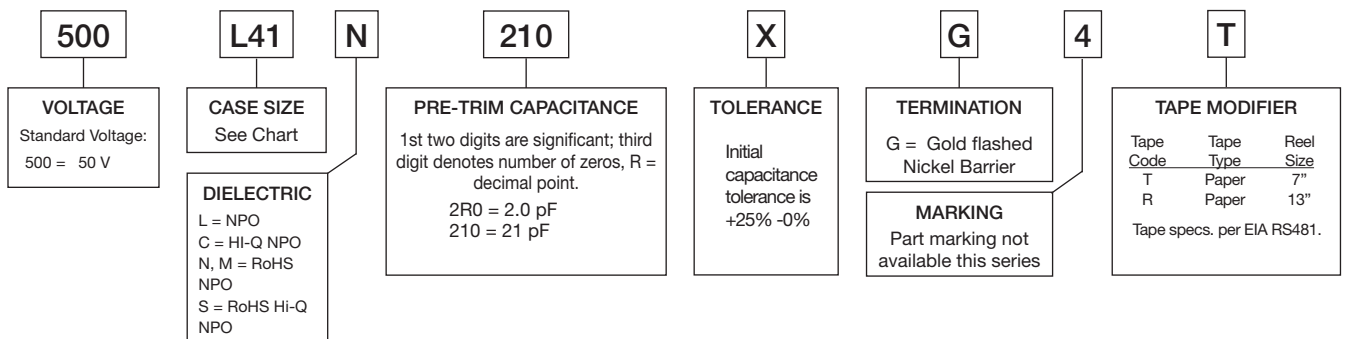 500
L41
N
210
X
G
4
T
VOLTAGE
Standard Voltage:
500 = 50 V
CASE SIZE
See Chart
DIELECTRIC
L = NPO
C = HI-Q NPO
N, M = RoHS
NPO
S = RoHS Hi-Q
NPO
PRE-TRIM CAPACITANCE
1st two digits are significant; third
digit denotes number of zeros, R =
decimal point.
2R0 = 2.0 pF
210 = 21 pF
TOLERANCE
Initial
capacitance
tolerance is
+25% -0%
TERMINATION
G = Gold flashed
Nickel Barrier
MARKING
Part marking not
available this series
TAPE MODIFIER
Tape Tape Reel
Code Type Size
T Paper 7”
R Paper 13”
Tape specs. per EIA RS481.